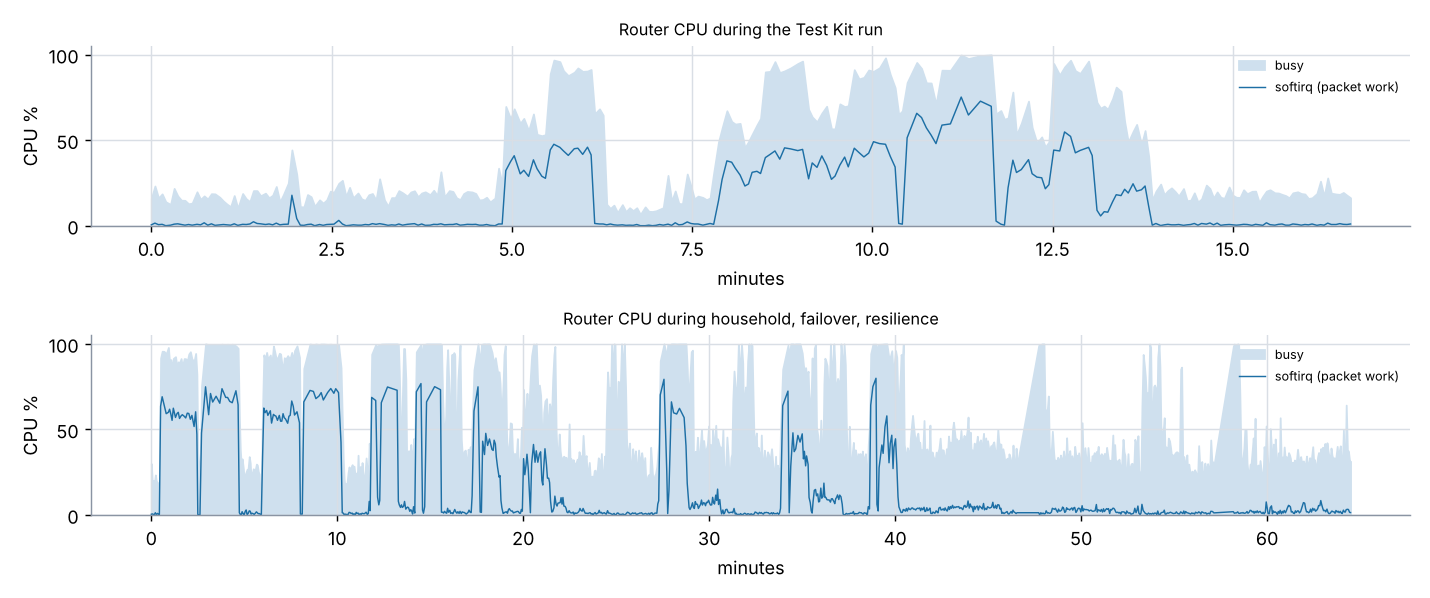 Router CPU during the Test Kit run
100
50
0
CPU %
busy
softirq (packet work)
0.0 2.5 5.0 7.5 10.0 12.5 15.0
minutes
Router CPU during household, failover, resilience
100
50
0
CPU %
busy
softirq (packet work)
0 10 20 30 40 50 60
minutes